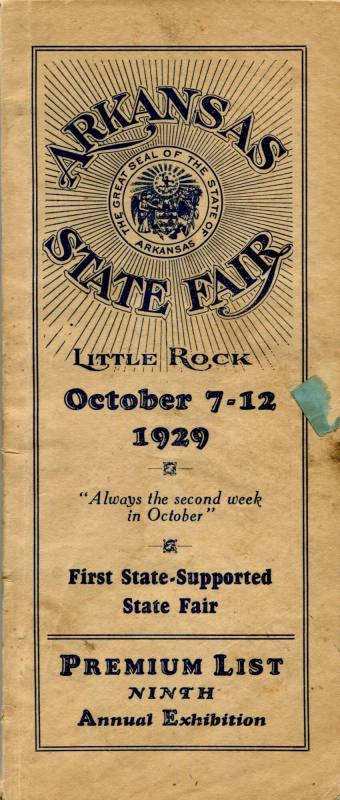 ARKANSAS
THE GREAT SEAL OF THE STATE OF
ARKANSAS
STATE FAIR
LITTLE ROCK
October 7-12
1929
"Always the second week
in October"
First State-Supported
State Fair
PREMIUM LIST
NINTH
Annual Exhibition